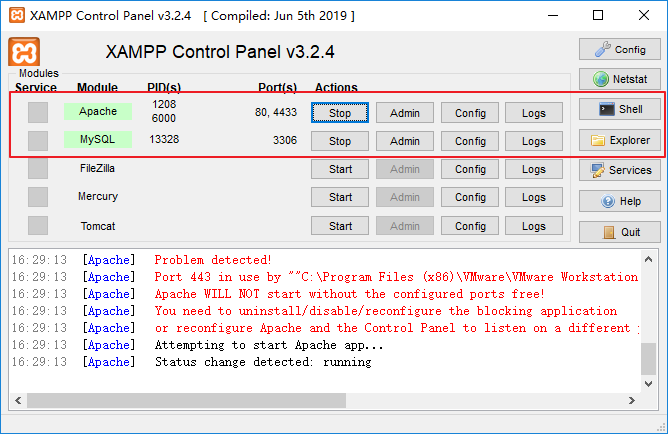 XAMPP Control Panel v3.2.4 [ Compiled: Jun 5th 2019 ]
XAMPP Control Panel v3.2.4
Config
Modules
Service Module PID(s) Port(s) Actions
Netstat
Apache 1208 6000 80, 4433 Stop Admin Config Logs
Shell
MySQL 13328 3306 Stop Admin Config Logs
Explorer
FileZilla Start Admin Config Logs
Services
Mercury Start Admin Config Logs
Help
Tomcat Start Admin Config Logs
Quit
16:29:13 [Apache] Problem detected!
16:29:13 [Apache] Port 443 in use by ""C:\Program Files (x86)\VMware\VMware Workstation
16:29:13 [Apache] Apache WILL NOT start without the configured ports free!
16:29:13 [Apache] You need to uninstall/disable/reconfigure the blocking application
16:29:13 [Apache] or reconfigure Apache and the Control Panel to listen on a different
16:29:13 [Apache] Attempting to start Apache app...
16:29:13 [Apache] Status change detected: running